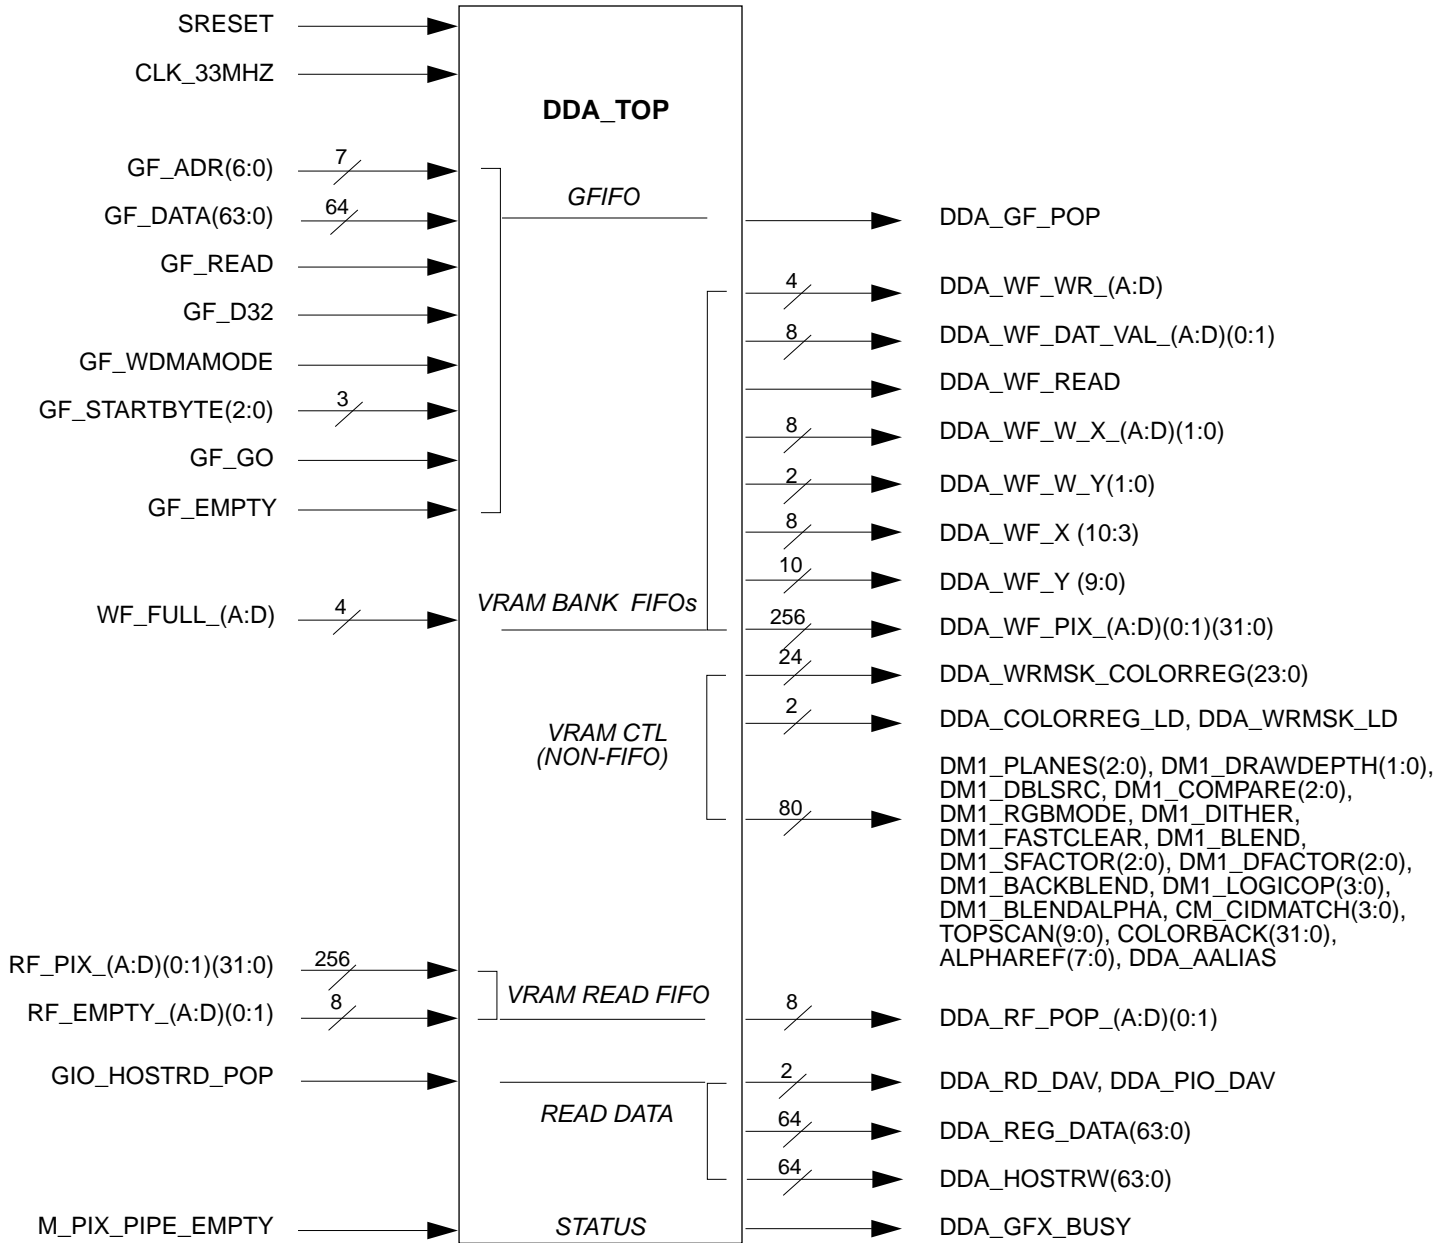 SRESET
CLK_33MHZ
DDA_TOP
GF_ADR(6:0)
7
GF_DATA(63:0)
64
GF_READ
GF_D32
GF_WDMAMODE
GF_STARTBYTE(2:0)
3
GF_GO
GF_EMPTY
GFIFO
DDA_GF_POP
4
DDA_WF_WR_(A:D)
8
DDA_WF_DAT_VAL_(A:D)(0:1)
DDA_WF_READ
8
DDA_WF_W_X_(A:D)(1:0)
2
DDA_WF_W_Y(1:0)
8
DDA_WF_X (10:3)
10
DDA_WF_Y (9:0)
WF_FULL_(A:D)
4
VRAM BANK FIFOs
256
DDA_WF_PIX_(A:D)(0:1)(31:0)
24
DDA_WRMSK_COLORREG(23:0)
2
DDA_COLORREG_LD, DDA_WRMSK_LD
VRAM CTL
(NON-FIFO)
80
DM1_PLANES(2:0), DM1_DRAWDEPTH(1:0),
DM1_DBLSRC, DM1_COMPARE(2:0),
DM1_RGBMODE, DM1_DITHER,
DM1_FASTCLEAR, DM1_BLEND,
DM1_SFACTOR(2:0), DM1_DFACTOR(2:0),
DM1_BACKBLEND, DM1_LOGICOP(3:0),
DM1_BLENDALPHA, CM_CIDMATCH(3:0),
TOPSCAN(9:0), COLORBACK(31:0),
ALPHAREF(7:0), DDA_AALIAS
RF_PIX_(A:D)(0:1)(31:0)
256
RF_EMPTY_(A:D)(0:1)
8
VRAM READ FIFO
8
DDA_RF_POP_(A:D)(0:1)
GIO_HOSTRD_POP
2
DDA_RD_DAV, DDA_PIO_DAV
READ DATA
64
DDA_REG_DATA(63:0)
64
DDA_HOSTRW(63:0)
M_PIX_PIPE_EMPTY
STATUS
DDA_GFX_BUSY